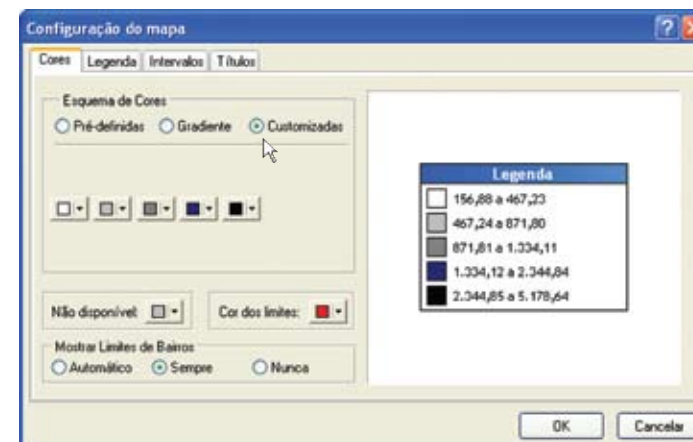 Configuração do mapa
Cores Legenda Intervalos Títulos
Esquema de Cores
Pré-definidas Gradiente Customizadas
Legenda
156,88 a 467,23
467,24 a 871,80
871,81 a 1.334,11
1.334,12 a 2.344,84
2.344,85 a 5.178,64
Não disponível: Cor dos limites:
Mostrar Limites de Bairros
Automático Sempre Nunca
OK Cancelar